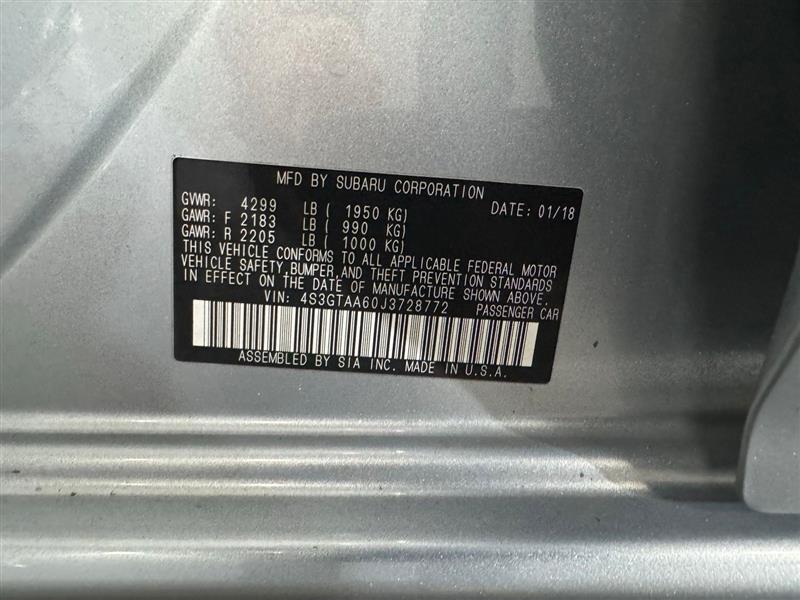 MFD BY SUBARU CORPORATION
GVWR: 4299 LB ( 1950 KG) DATE: 01/18
GAWR: F 2183 LB ( 990 KG)
GAWR: R 2205 LB ( 1000 KG)
THIS VEHICLE CONFORMS TO ALL APPLICABLE FEDERAL MOTOR
VEHICLE SAFETY, BUMPER, AND THEFT PREVENTION STANDARDS
IN EFFECT ON THE DATE OF MANUFACTURE SHOWN ABOVE.
VIN: 4S3GTAA60J3728772 PASSENGER CAR
ASSEMBLED BY SIA INC. MADE IN U.S.A.